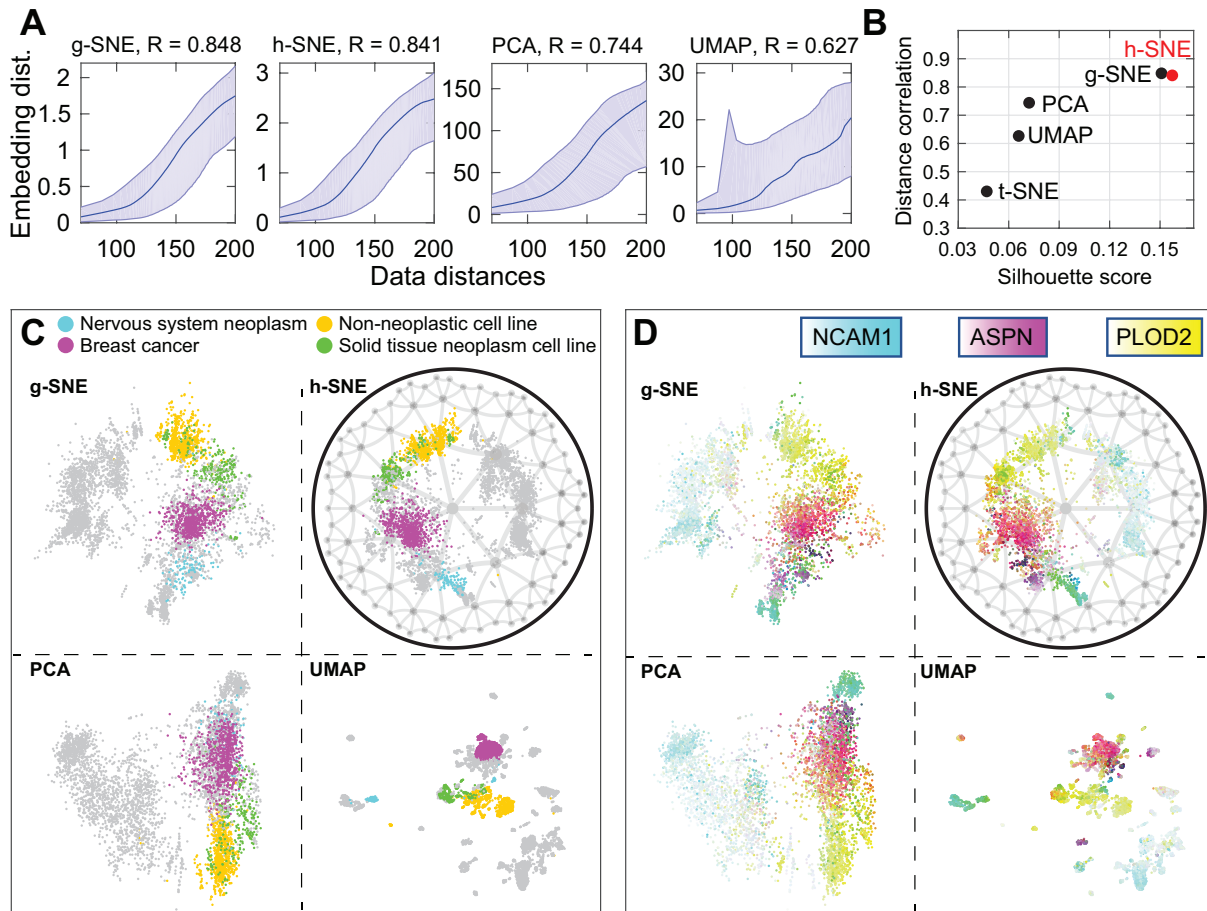 A
g-SNE, R = 0.848
h-SNE, R = 0.841
PCA, R = 0.744
UMAP, R = 0.627
Embedding dist.
2
1.5
1
0.5
0
3
2
1
0
150
100
50
0
30
20
10
0
100 150 200
100 150 200
100 150 200
100 150 200
Data distances
B
h-SNE
g-SNE
PCA
UMAP
t-SNE
Distance correlation
0.9
0.8
0.7
0.6
0.5
0.4
0.3
0.03 0.06 0.09 0.12 0.15
Silhouette score
C
Nervous system neoplasm
Non-neoplastic cell line
Breast cancer
Solid tissue neoplasm cell line
g-SNE
h-SNE
PCA
UMAP
D
NCAM1
ASPN
PLOD2
g-SNE
h-SNE
PCA
UMAP